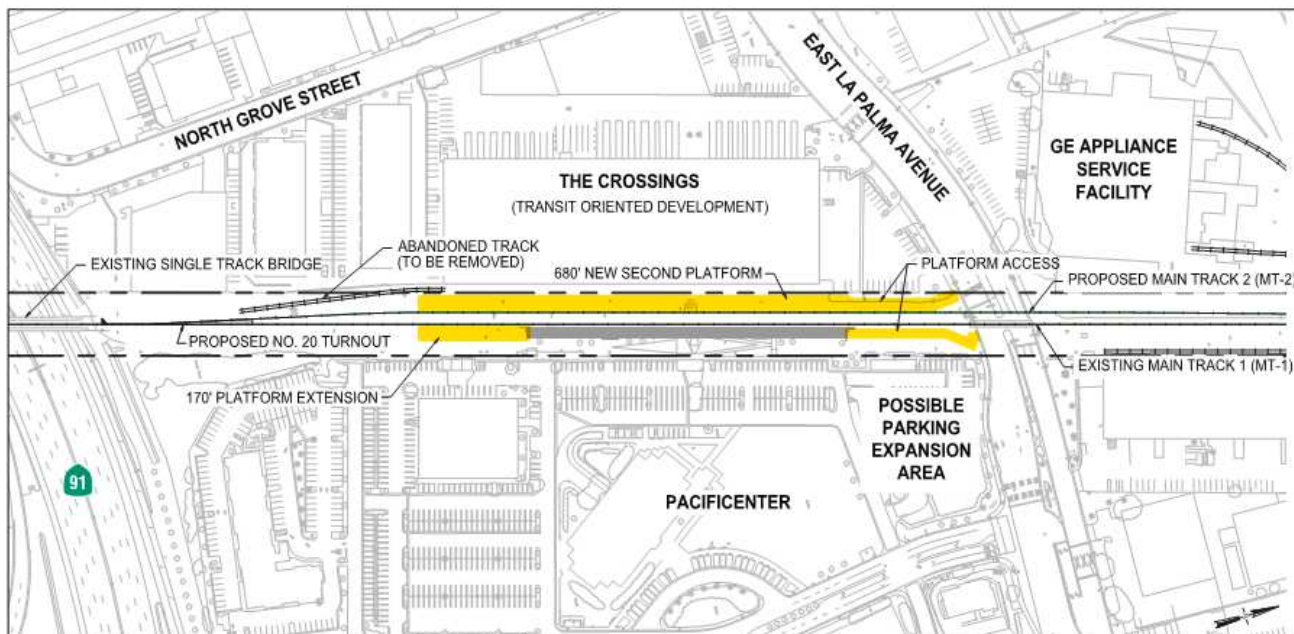 NORTH GROVE STREET
EAST LA PALMA AVENUE
GE APPLIANCE
SERVICE
FACILITY
THE CROSSINGS
(TRANSIT ORIENTED DEVELOPMENT)
ABANDONED TRACK
(TO BE REMOVED)
EXISTING SINGLE TRACK BRIDGE
680' NEW SECOND PLATFORM
PLATFORM ACCESS
PROPOSED MAIN TRACK 2 (MT-2)
PROPOSED NO. 20 TURNOUT
EXISTING MAIN TRACK 1 (MT-1)
170' PLATFORM EXTENSION
POSSIBLE
PARKING
EXPANSION
AREA
91
PACIFICENTER